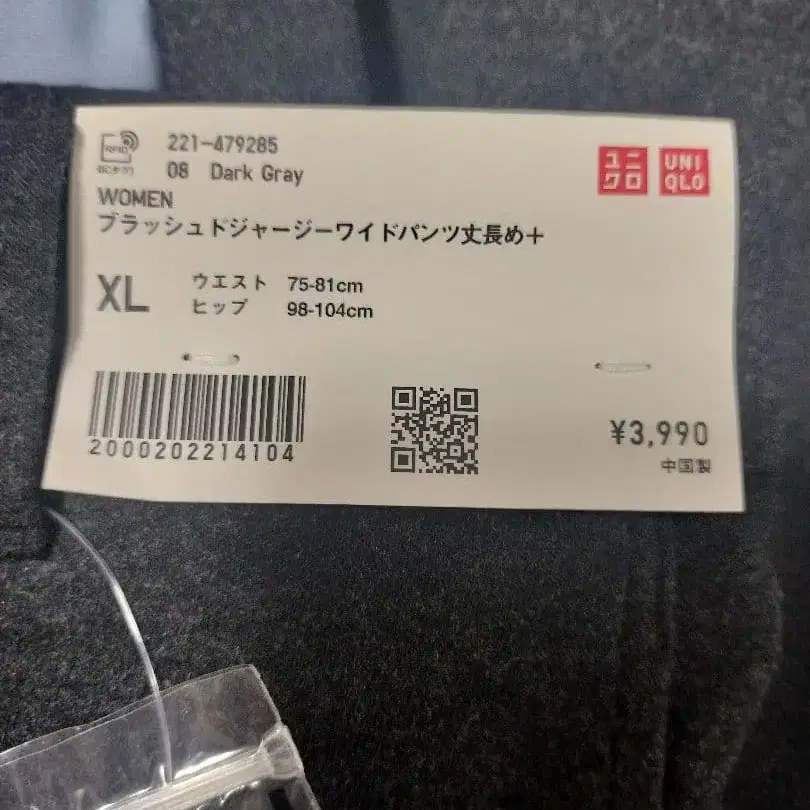 RFID
221-479285
08 Dark Gray
ユニクロ
UNIQLO
WOMEN
ブラッシュドジャージーワイドパンツ丈長め＋
XL
ウエスト 75-81cm
ヒップ 98-104cm
2000202214104
¥3,990
中国製